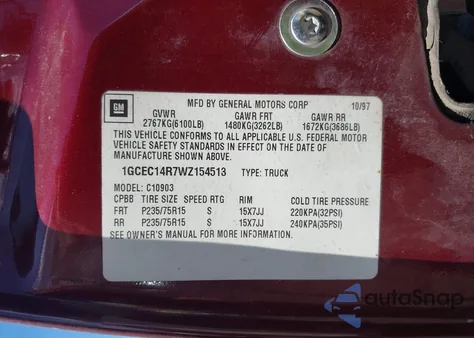 GM
MFD BY GENERAL MOTORS CORP 10/97
GVWR GAWR FRT GAWR RR
2767KG(6100LB) 1480KG(3262LB) 1672KG(3686LB)
THIS VEHICLE CONFORMS TO ALL APPLICABLE U.S. FEDERAL MOTOR
VEHICLE SAFETY STANDARDS IN EFFECT ON THE DATE OF
MANUFACTURE SHOWN ABOVE.
1GCEC14R7WZ154513 TYPE: TRUCK
MODEL: C10903
CPBB TIRE SIZE SPEED RTG RIM COLD TIRE PRESSURE
FRT P235/75R15 S 15X7JJ 220KPA(32PSI)
RR P235/75R15 S 15X7JJ 240KPA(35PSI)
SEE OWNER'S MANUAL FOR MORE INFORMATION.
autoSnap